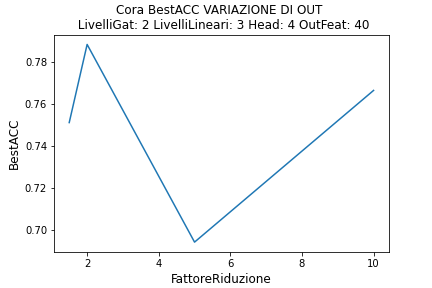 Cora BestACC VARIAZIONE DI OUT
LivelliGat: 2 LivelliLineari: 3 Head: 4 OutFeat: 40
0.78
0.76
0.74
0.72
0.70
BestACC
2 4 6 8 10
FattoreRiduzione